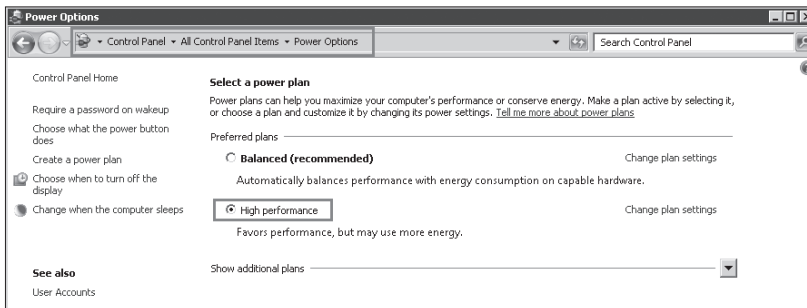 Power Options
Control Panel All Control Panel Items Power Options
Search Control Panel
Control Panel Home
Require a password on wakeup
Choose what the power button
does
Create a power plan
Choose when to turn off the
display
Change when the computer sleeps
See also
User Accounts
Select a power plan
Power plans can help you maximize your computer's performance or conserve energy. Make a plan active by selecting it,
or choose a plan and customize it by changing its power settings. Tell me more about power plans
Preferred plans
Balanced (recommended) Change plan settings
Automatically balances performance with energy consumption on capable hardware.
High performance Change plan settings
Favors performance, but may use more energy.
Show additional plans